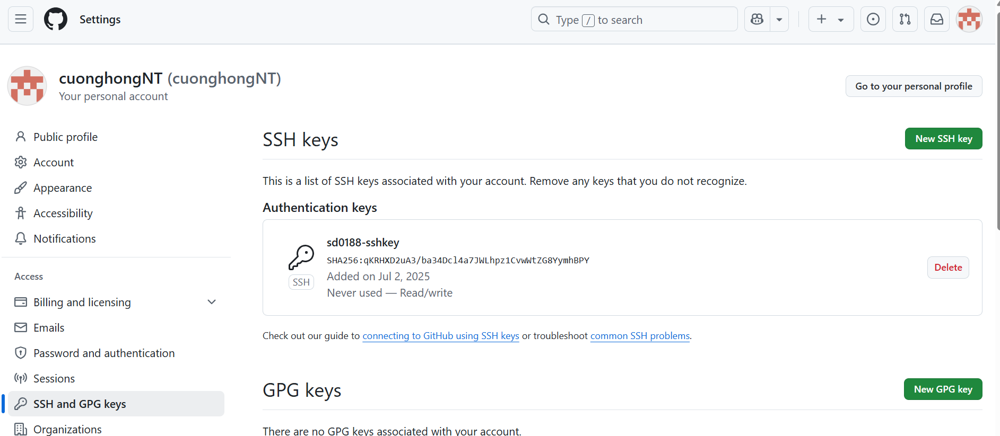 Settings
Type / to search
cuonghongNT (cuonghongNT)
Your personal account
Go to your personal profile
Public profile
Account
Appearance
Accessibility
Notifications
Access
Billing and licensing
Emails
Password and authentication
Sessions
SSH and GPG keys
Organizations
SSH keys
New SSH key
This is a list of SSH keys associated with your account. Remove any keys that you do not recognize.
Authentication keys
SSH
sd0188-sshkey
SHA256:qKRHXD2uA3/ba34Dcl4a7JWLhpz1CvwWtZG8YymhBPY
Added on Jul 2, 2025
Never used — Read/write
Delete
Check out our guide to connecting to GitHub using SSH keys or troubleshoot common SSH problems.
GPG keys
New GPG key
There are no GPG keys associated with your account.